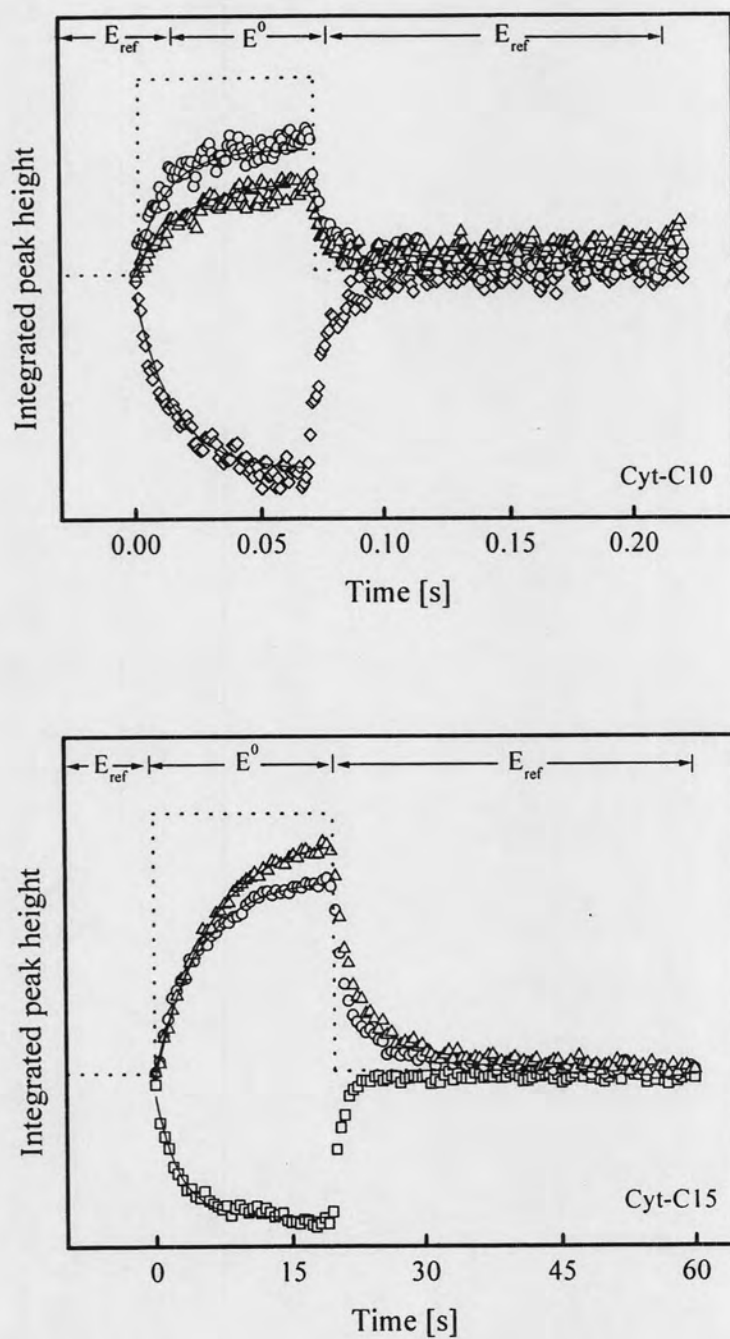 E_ref E^0 E_ref
Integrated peak height
Cyt-C10
0.00 0.05 0.10 0.15 0.20
Time [s]
E_ref E^0 E_ref
Integrated peak height
Cyt-C15
0 15 30 45 60
Time [s]